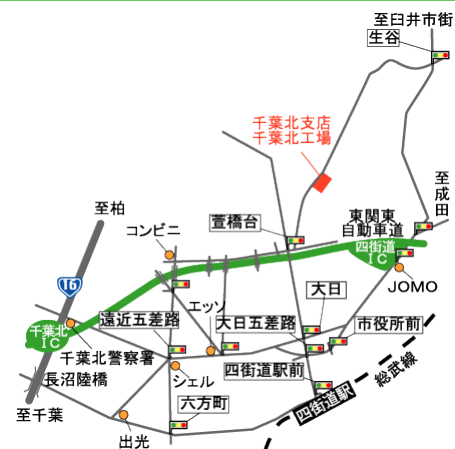 至臼井市街
生谷
千葉北支店
千葉北工場
至成田
至柏
萱橋台
東関東
自動車道
コンビニ
四街道
IC
16
JOMO
エッソ
大日
千葉北
IC
遠近五差路
大日五差路
市役所前
千葉北警察署
長沼陸橋
シェル
四街道駅前
総武線
至千葉
六方町
四街道駅
出光